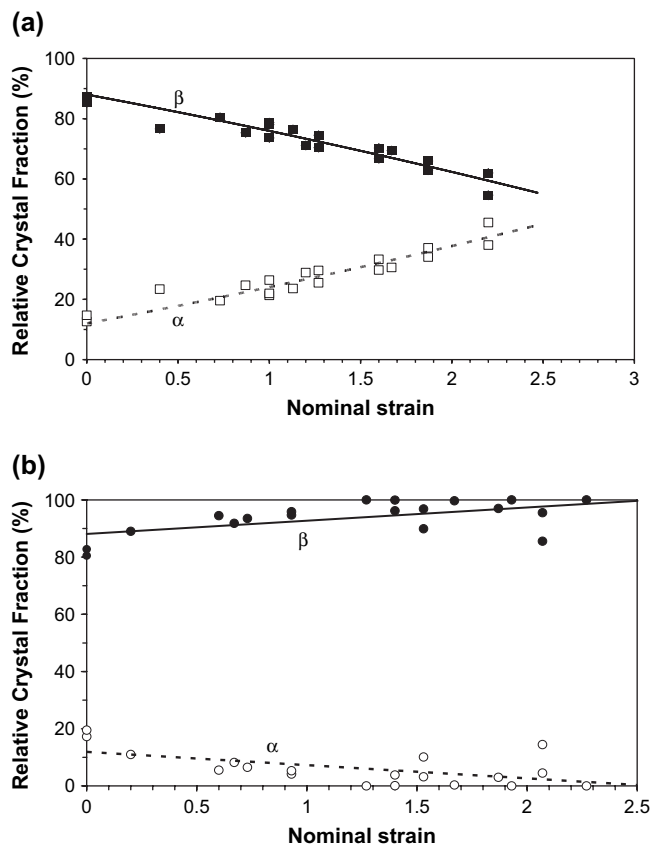 (a)
Relative Crystal Fraction (%)
100
80
60
40
20
0
β
α
0 0.5 1 1.5 2 2.5 3
Nominal strain
(b)
Relative Crystal Fraction (%)
100
80
60
40
20
0
β
α
0 0.5 1 1.5 2 2.5
Nominal strain